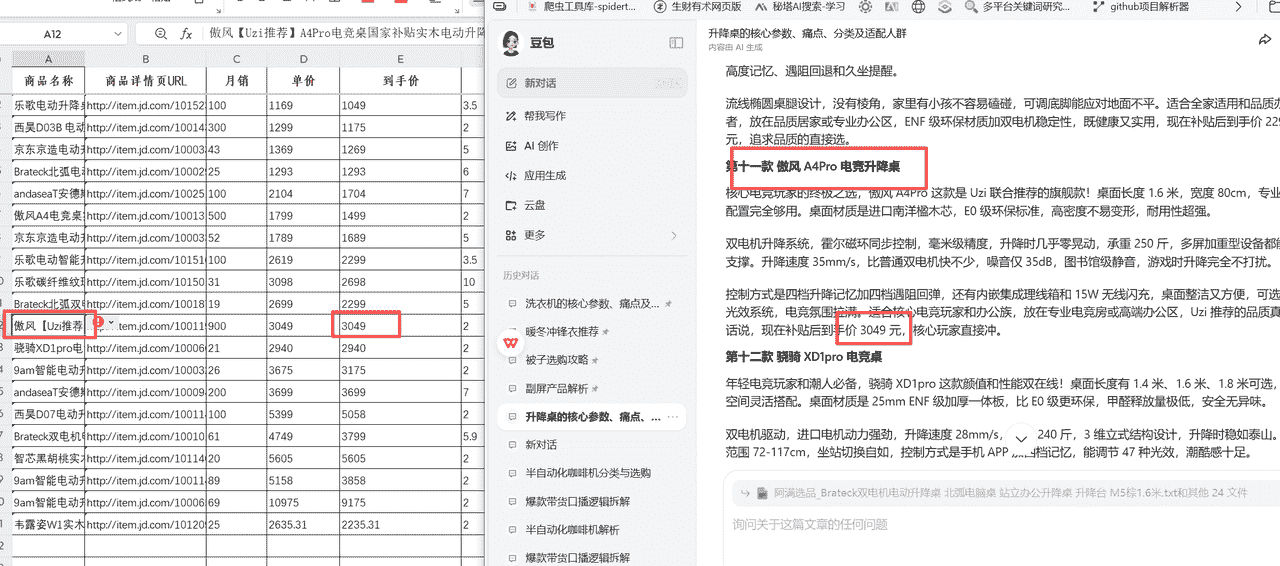 A12
fx 傲风【Uzi推荐】A4Pro电竞桌国家补贴实木电动升降
A B C D E
商品名称 商品详情页URL 月销 单价 到手价
乐歌电动升降桌 http://item.jd.com/10152 100 1169 1049 3.5
西昊D03B 电动 http://item.jd.com/10014 300 1299 1175 2
京东京造电动 http://item.jd.com/10003 43 1369 1269 5
Brateck北弧电 http://item.jd.com/10002 25 1293 1293 6
andaseaT安德 http://item.jd.com/10025 100 2104 1704 7
傲风A4电竞桌 http://item.jd.com/10013 500 1799 1499 2
京东京造电动 http://item.jd.com/10003 52 1789 1689 5
乐歌电动智能 http://item.jd.com/10151 100 2619 2299 3.5
乐歌碳纤维纹 http://item.jd.com/10150 31 3098 2698 10
Brateck北弧双 http://item.jd.com/10018 19 2699 2299 5
傲风【Uzi推荐 tp://item.jd.com/10011 900 3049 3049 2
骁骑XD1pro电 http://item.jd.com/10006 21 2940 2940 2
9am智能电动升 http://item.jd.com/10003 26 3675 3175 2
andaseaT安德 http://item.jd.com/10009 200 3699 3699 7
西昊D07电动升 http://item.jd.com/10011 100 5399 5058 2
Brateck双电机 http://item.jd.com/10010 61 4749 3799 5.9
智芯黑胡桃实木 http://item.jd.com/10114 20 5605 5605 2
9am智能电动升 http://item.jd.com/10011 89 5158 3858 2
9am智能电动升 http://item.jd.com/10006 69 10975 9175 2
韦露姿W1实木 http://item.jd.com/10120 25 2635.31 2235.31 2
爬虫工具库-spidert... 生财有术网页版 秘塔AI搜索-学习 多平台关键词研究... github项目解析器
豆包
新对话
帮我写作
AI 创作
应用生成
云盘
更多
历史对话
洗衣机的核心参数、痛点及...
暖冬冲锋衣推荐
被子选购攻略
副屏产品解析
升降桌的核心参数、痛点、...
新对话
半自动化咖啡机分类与选购
爆款带货口播逻辑拆解
半自动化咖啡机解析
爆款带货口播逻辑拆解
升降桌的核心参数、痛点、分类及适配人群
内容由 AI 生成
高度记忆、遇阻回退和久坐提醒。
流线椭圆桌腿设计，没有棱角，家里有小孩不容易磕碰，可调底脚能应对地面不平。适合全家适用和品质办
者，放在品质居家或专业办公区，ENF 级环保材质加双电机稳定性，既健康又实用，现在补贴后到手价 229
元，追求品质的直接选。
第十一款 傲风 A4Pro 电竞升降桌
核心电竞玩家的终极之选，傲风 A4Pro 这款是 Uzi 联合推荐的旗舰款！桌面长度 1.6 米，宽度 80cm，专业
配置完全够用。桌面材质是进口南洋楹木芯，E0 级环保标准，高密度不易变形，耐用性超强。
双电机升降系统，霍尔磁环同步控制，毫米级精度，升降时几乎零晃动，承重 250 斤，多屏加重型设备都能
支撑。升降速度 35mm/s，比普通双电机快不少，噪音仅 35dB，图书馆级静音，游戏时升降完全不打扰。
控制方式是四档升降记忆加四档遇阻回弹，还有内嵌集成理线箱和 15W 无线闪充，桌面整洁又方便，可选
光效系统，电竞氛围拉满。适合核心电竞玩家和办公族，放在专业电竞房或高端办公区，Uzi 推荐的品质真
话说，现在补贴后到手价 3049 元，核心玩家直接冲。
第十二款 骁骑 XD1pro 电竞桌
年轻电竞玩家和潮人必备，骁骑 XD1pro 这款颜值和性能双在线！桌面长度有 1.4 米、1.6 米、1.8 米可选，
空间灵活搭配。桌面材质是 25mm ENF 级加厚一体板，比 E0 级更环保，甲醛释放量极低，安全无异味。
双电机驱动，进口电机动力强劲，升降速度 28mm/s， 240 斤，3 维立式结构设计，升降时稳如泰山。
范围 72-117cm，坐站切换自如，控制方式是手机 APP 档记忆，能调节 47 种光效，潮酷感十足。
阿满选品_Brateck双电机电动升降桌 北弧电脑桌 站立办公升降桌 升降台 M5棕1.6米.txt和其他 24 文件
询问关于这篇文章的任何问题